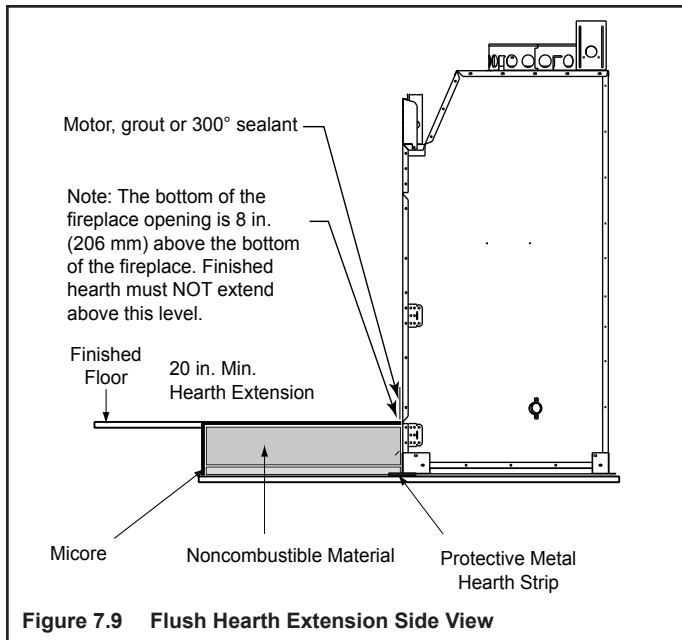 Motor, grout or 300° sealant
Note: The bottom of the
fireplace opening is 8 in.
(206 mm) above the bottom
of the fireplace. Finished
hearth must NOT extend
above this level.
Finished
Floor
20 in. Min.
Hearth Extension
Micore
Noncombustible Material
Protective Metal
Hearth Strip
Figure 7.9 Flush Hearth Extension Side View